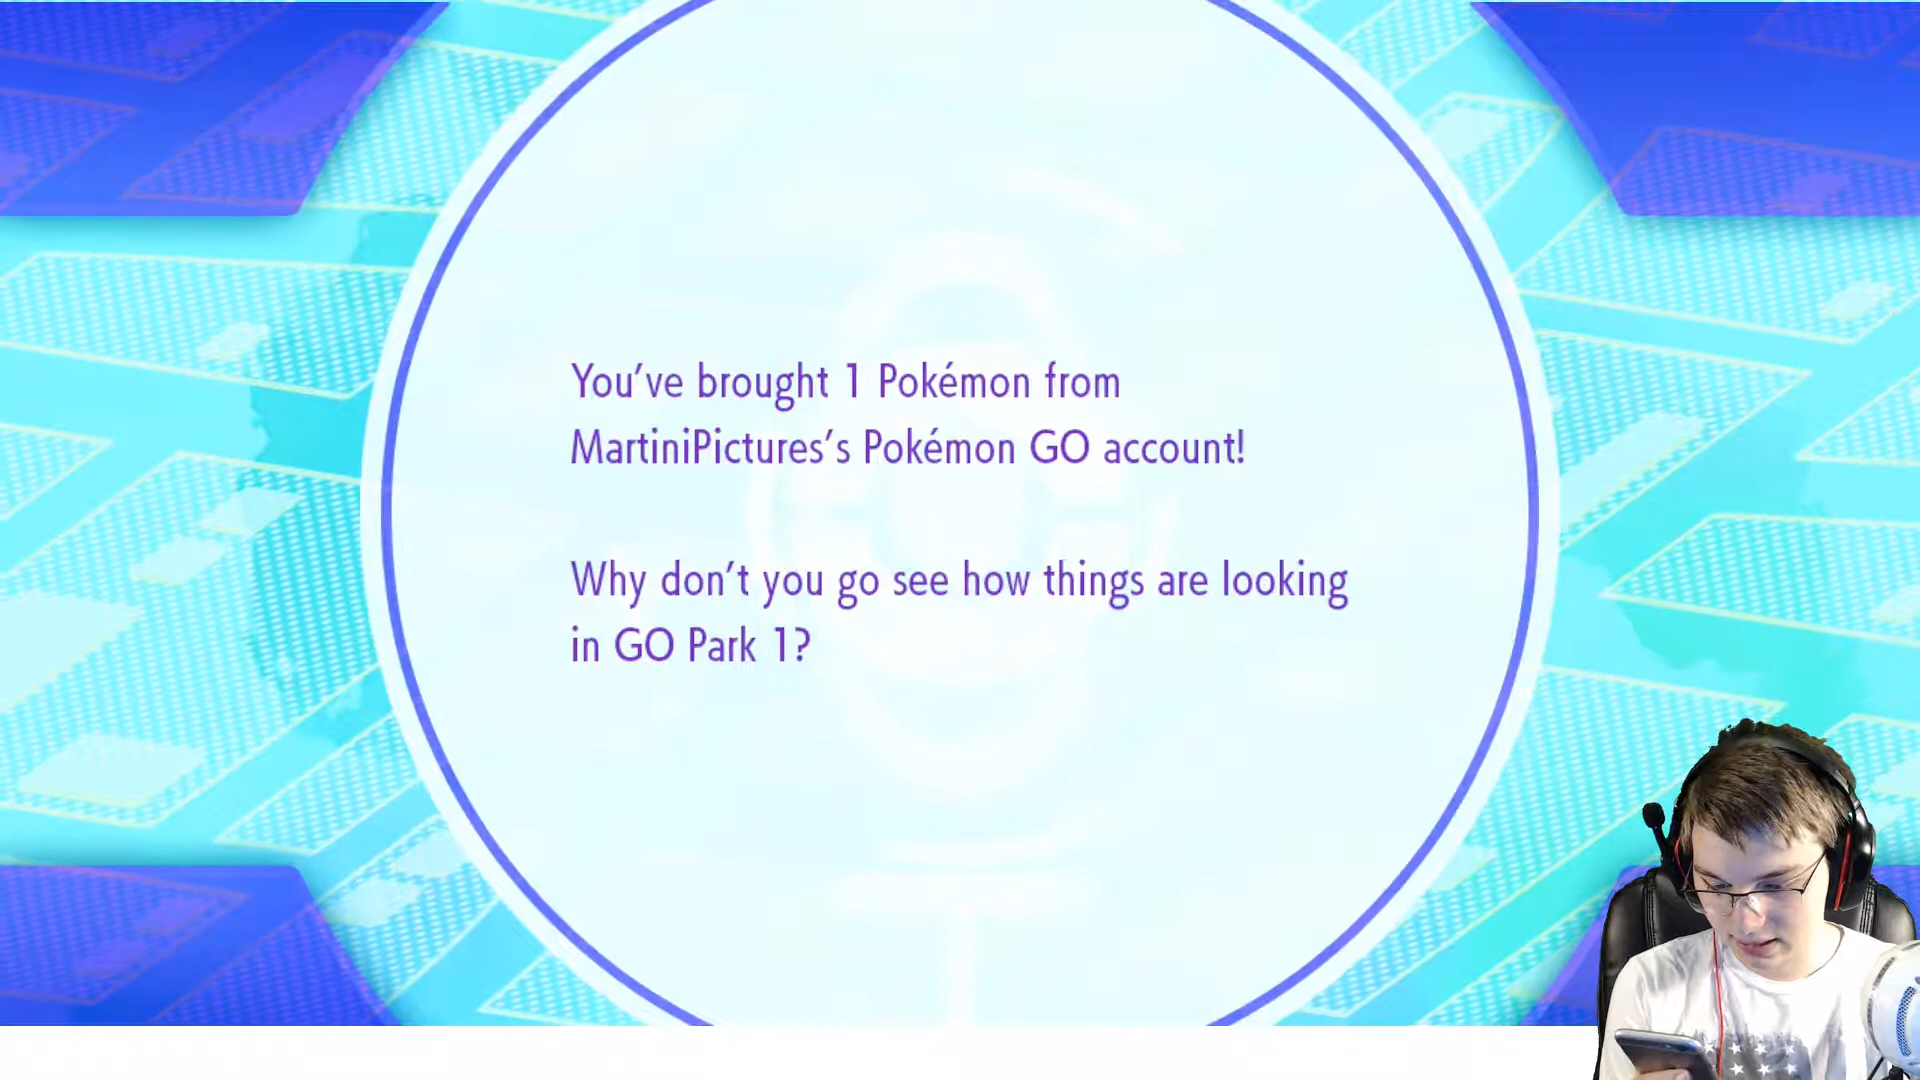 You’ve brought 1 Pokémon from
MartiniPictures’s Pokémon GO account!
Why don’t you go see how things are looking
in GO Park 1?